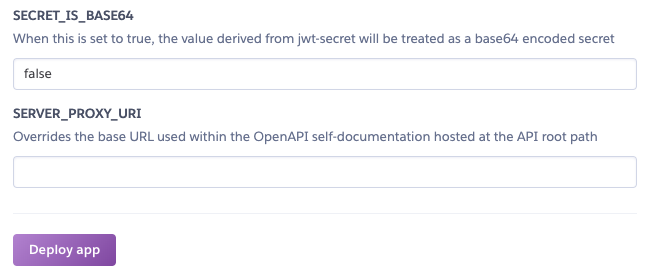 SECRET_IS_BASE64
When this is set to true, the value derived from jwt-secret will be treated as a base64 encoded secret
false
SERVER_PROXY_URI
Overrides the base URL used within the OpenAPI self-documentation hosted at the API root path
Deploy app